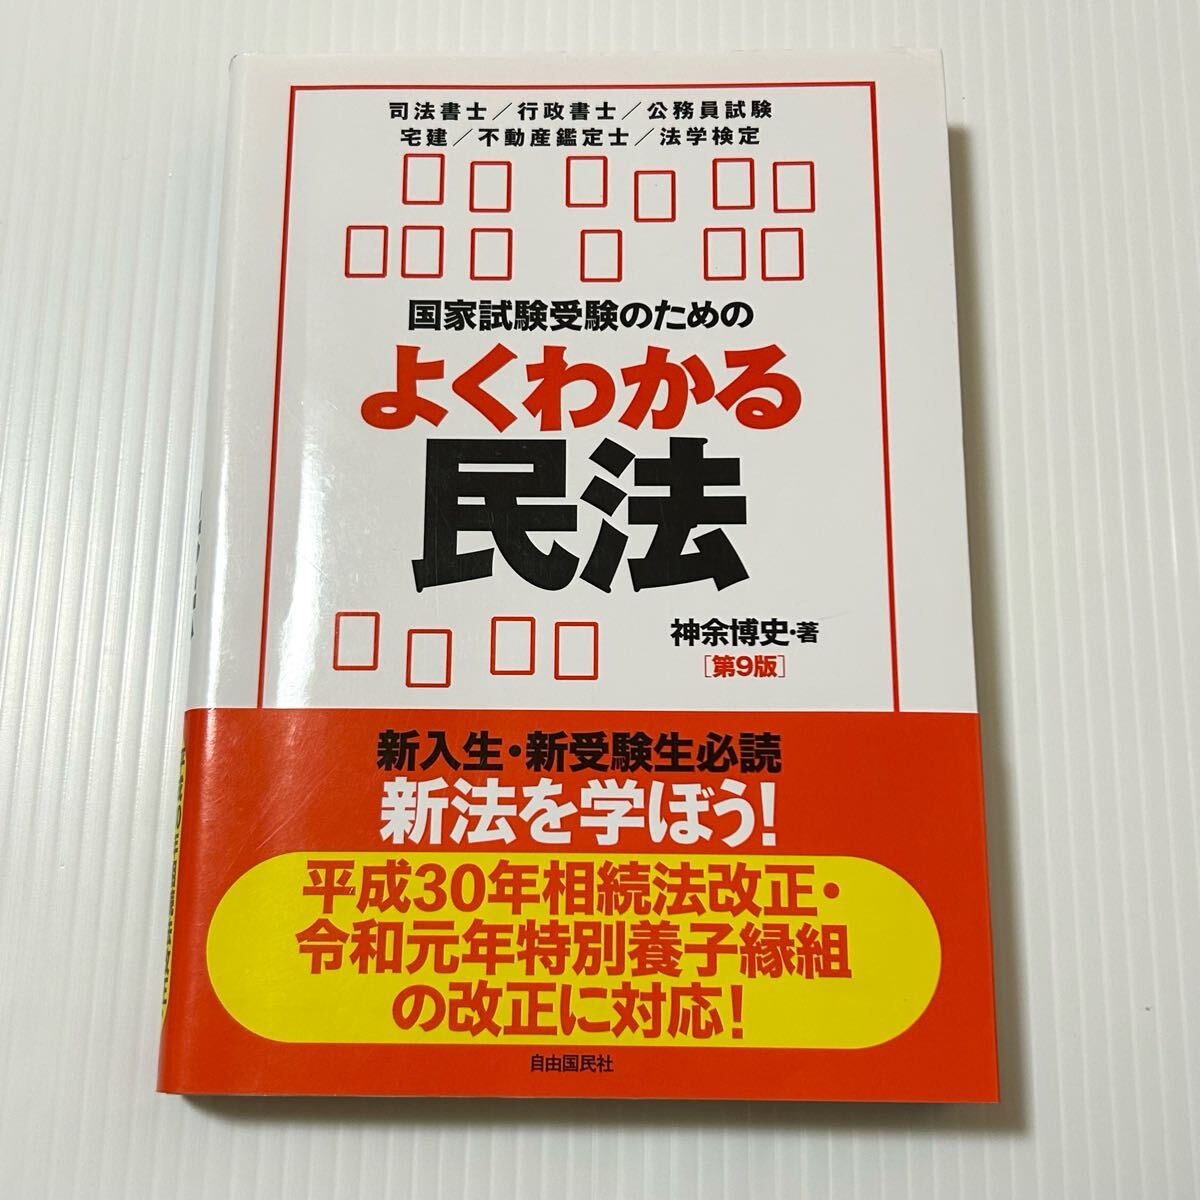 司法書士／行政書士／公務員試験
宅建／不動産鑑定士／法学検定
国家試験受験のための
よくわかる
民法
神余博史・著
［第9版］
新入生・新受験生必読
新法を学ぼう！
平成30年相続法改正・
令和元年特別養子縁組
の改正に対応！
自由国民社